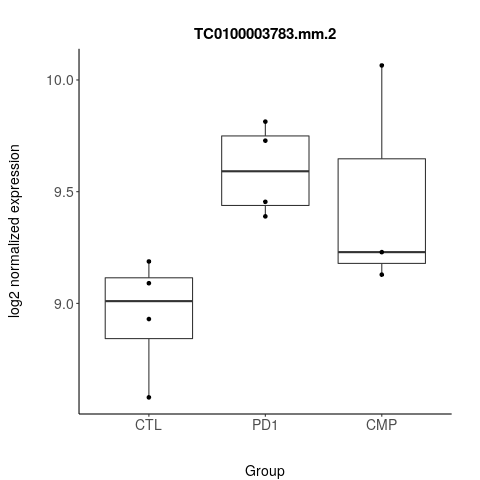 TC0100003783.mm.2
log2 normalized expression
10.0
9.5
9.0
CTL PD1 CMP
Group